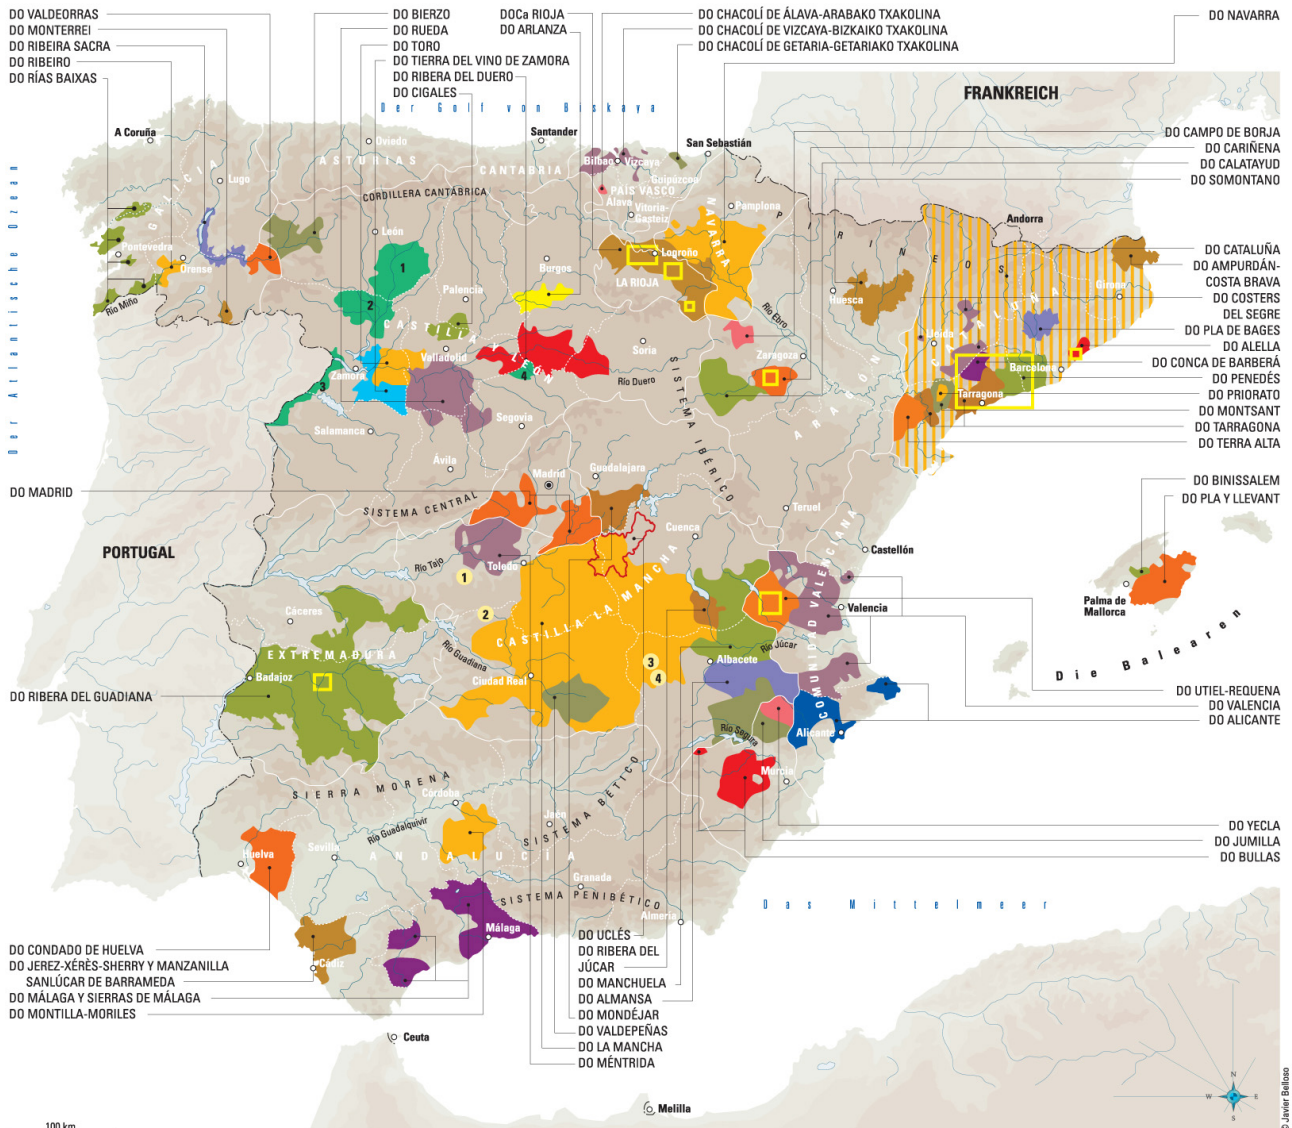 DO VALDEORRAS
DO MONTERREI
DO RIBEIRA SACRA
DO RIBEIRO
DO RÍAS BAIXAS
DO BIERZO
DO RUEDA
DO TORO
DO TIERRA DEL VINO DE ZAMORA
DO RIBERA DEL DUERO
DO CIGALES
DOCa RIOJA
DO ARLANZA
DO CHACOLÍ DE ÁLAVA-ARABAKO TXAKOLINA
DO CHACOLÍ DE VIZCAYA-BIZKAIKO TXAKOLINA
DO CHACOLÍ DE GETARIA-GETARIAKO TXAKOLINA
DO NAVARRA
Der Golf von Biskaya
FRANKREICH
Der Atlantische Ozean
A Coruña
Oviedo
Santander
San Sebastián
DO CAMPO DE BORJA
DO CARIÑENA
DO CALATAYUD
DO SOMONTANO
GALICIA
ASTURIAS
CANTABRIA
Bilbao
Vizcaya
Guipúzcoa
PAÍS VASCO
Álava
Vitoria-
Gasteiz
Lugo
CORDILLERA CANTÁBRICA
Pamplona
NAVARRA
PIRINEOS
Andorra
León
Pontevedra
Orense
Río Miño
Burgos
Logroño
LA RIOJA
Palencia
1
2
Huesca
Girona
CATALUÑA
DO CATALUÑA
DO AMPURDÁN-
COSTA BRAVA
DO COSTERS
DEL SEGRE
DO PLA DE BAGES
DO ALELLA
DO CONCA DE BARBERÁ
DO PENEDÉS
DO PRIORATO
DO MONTSANT
DO TARRAGONA
DO TERRA ALTA
CASTILLA Y LEÓN
Valladolid
Soria
Río Ebro
Zaragoza
Lleida
Barcelona
Tarragona
Zamora
3
4
Río Duero
ARAGÓN
SISTEMA IBÉRICO
Salamanca
Segovia
Ávila
Madrid
Guadalajara
DO MADRID
SISTEMA CENTRAL
Teruel
Cuenca
Castellón
DO BINISSALEM
DO PLA Y LLEVANT
PORTUGAL
Río Tajo
Toledo
1
2
Cáceres
CASTILLA LA MANCHA
COMUNIDAD VALENCIANA
Valencia
Palma de
Mallorca
Die Balearen
EXTREMADURA
Río Guadiana
Badajoz
Ciudad Real
3
4
Albacete
Río Júcar
DO RIBERA DEL GUADIANA
DO UTIEL-REQUENA
DO VALENCIA
DO ALICANTE
Río Segura
Alicante
Murcia
SIERRA MORENA
SISTEMA BÉTICO
Córdoba
Jaén
Río Guadalquivir
Sevilla
Huelva
ANDALUCÍA
Granada
SISTEMA PENIBÉTICO
Almería
Málaga
Cádiz
DO YECLA
DO JUMILLA
DO BULLAS
Das Mittelmeer
DO CONDADO DE HUELVA
DO JEREZ-XÉRÈS-SHERRY Y MANZANILLA
SANLÚCAR DE BARRAMEDA
DO MÁLAGA Y SIERRAS DE MÁLAGA
DO MONTILLA-MORILES
DO UCLÉS
DO RIBERA DEL
JÚCAR
DO MANCHUELA
DO ALMANSA
DO MONDÉJAR
DO VALDEPEÑAS
DO LA MANCHA
DO MÉNTRIDA
Ceuta
Melilla
100 km
N
W
E
S
© Javier Belloso